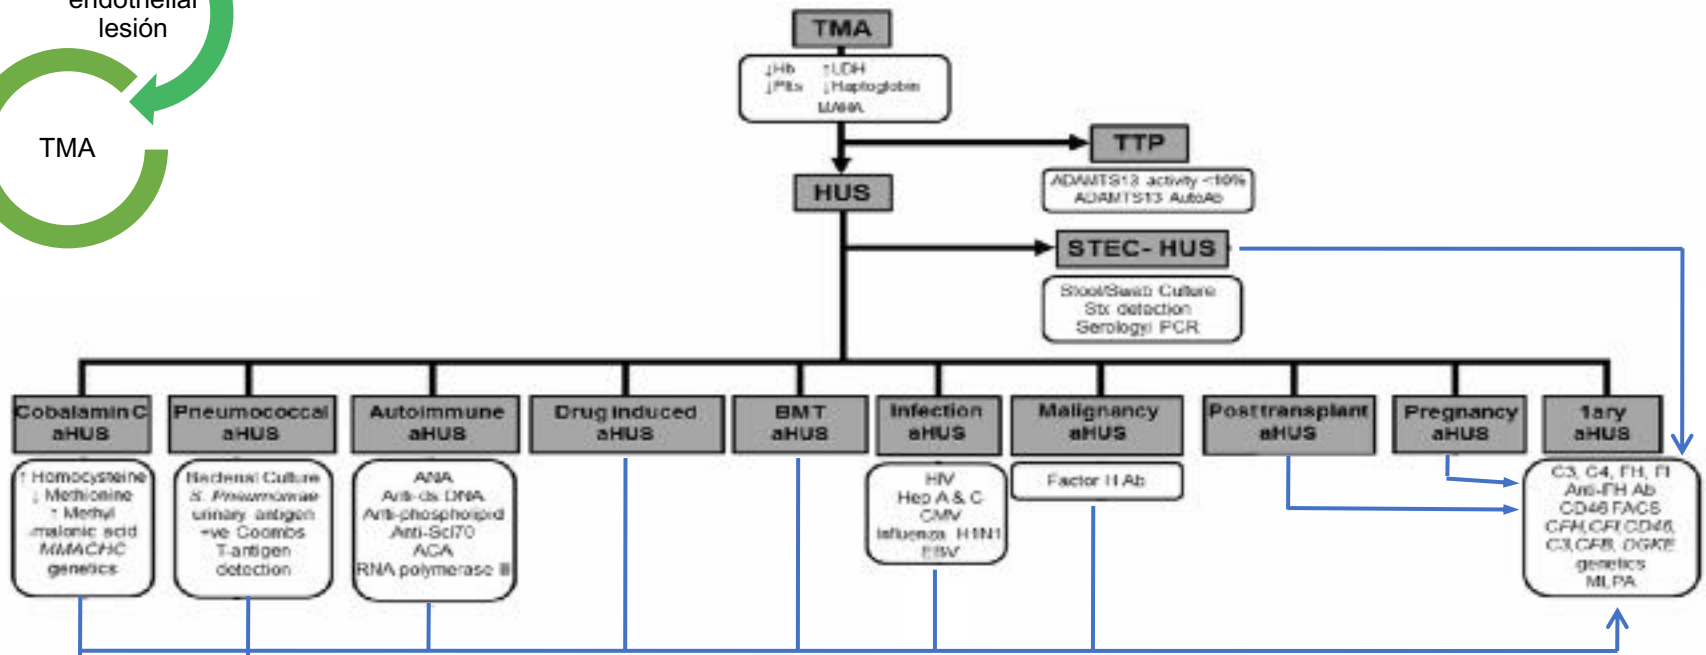 endothelial
lesión
TMA
TMA
↓Hb ↑LDH
↓Plts ↓Haptoglobin
MAHA
TTP
ADAMTS13 activity <10%
ADAMTS13 AutoAb
HUS
STEC- HUS
Stool/Swab Culture
Stx detection
Serology/ PCR
Cobalamin C
aHUS
↑ Homocysteine
↓ Methionine
↑ Methyl
malonic acid
MMACHC
genetics
Pneumococcal
aHUS
Bacterial Culture
S. Pneumoniae
urinary antigen
+ve Coombs
T-antigen
detection
Autoimmune
aHUS
ANA
Anti-ds DNA
Anti-phospholipid
Anti-Scl70
ACA
RNA polymerase III
Drug induced
aHUS
BMT
aHUS
Infection
aHUS
HIV
Hep A & C
CMV
Influenza H1N1
EBV
Malignancy
aHUS
Factor H Ab
Posttransplant
aHUS
Pregnancy
aHUS
1ary
aHUS
C3, C4, FH, FI
Anti-FH Ab
CD46 FACS
CFH, CFI, CD46,
C3, CFB, DGKE
genetics
MLPA